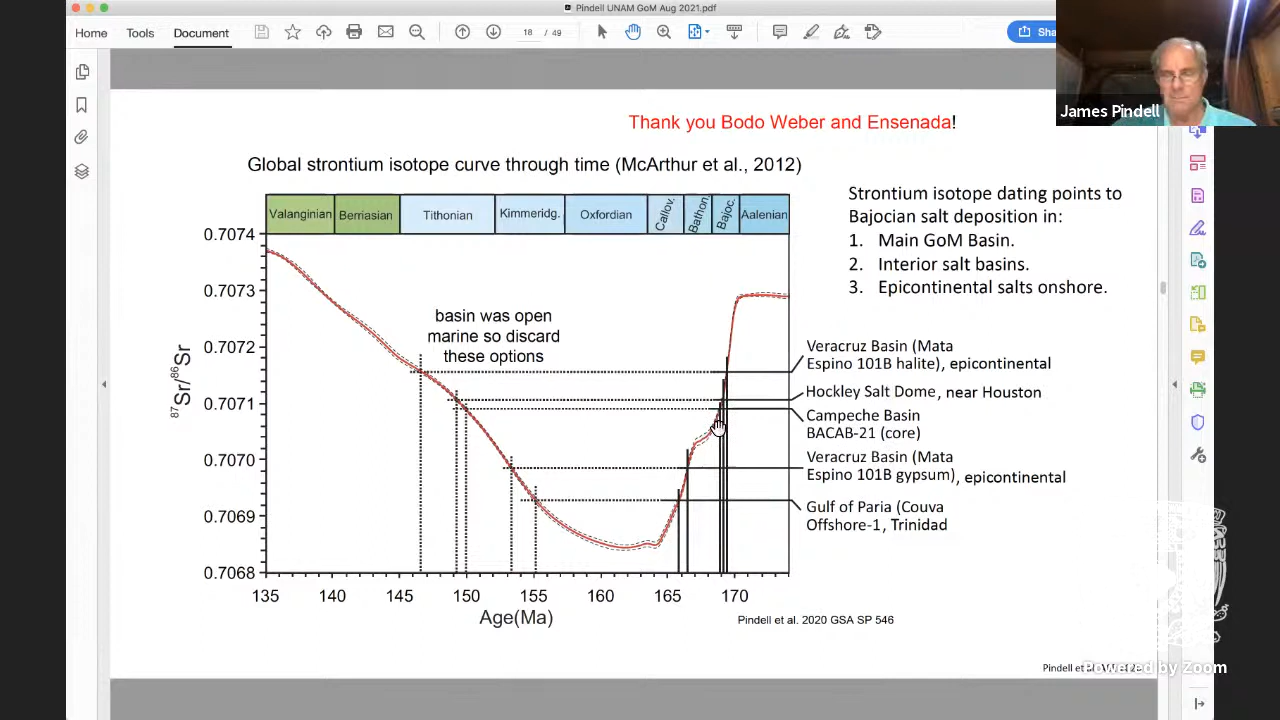 Pindell UNAM GoM Aug 2021.pdf
Home Tools Document
18 / 49
Sha
James Pindell
Thank you Bodo Weber and Ensenada!
Global strontium isotope curve through time (McArthur et al., 2012)
Valanginian Berriasian Tithonian Kimmeridg. Oxfordian Callov. Bathon. Bajoc. Aalenian
Strontium isotope dating points to
Bajocian salt deposition in:
1. Main GoM Basin.
2. Interior salt basins.
3. Epicontinental salts onshore.
0.7074
0.7073
0.7072
0.7071
0.7070
0.7069
0.7068
87Sr/86Sr
basin was open
marine so discard
these options
Veracruz Basin (Mata
Espino 101B halite), epicontinental
Hockley Salt Dome, near Houston
Campeche Basin
BACAB-21 (core)
Veracruz Basin (Mata
Espino 101B gypsum), epicontinental
Gulf of Paria (Couva
Offshore-1, Trinidad
135 140 145 150 155 160 165 170
Age(Ma)
Pindell et al. 2020 GSA SP 546
Pindell et
Powered by Zoom